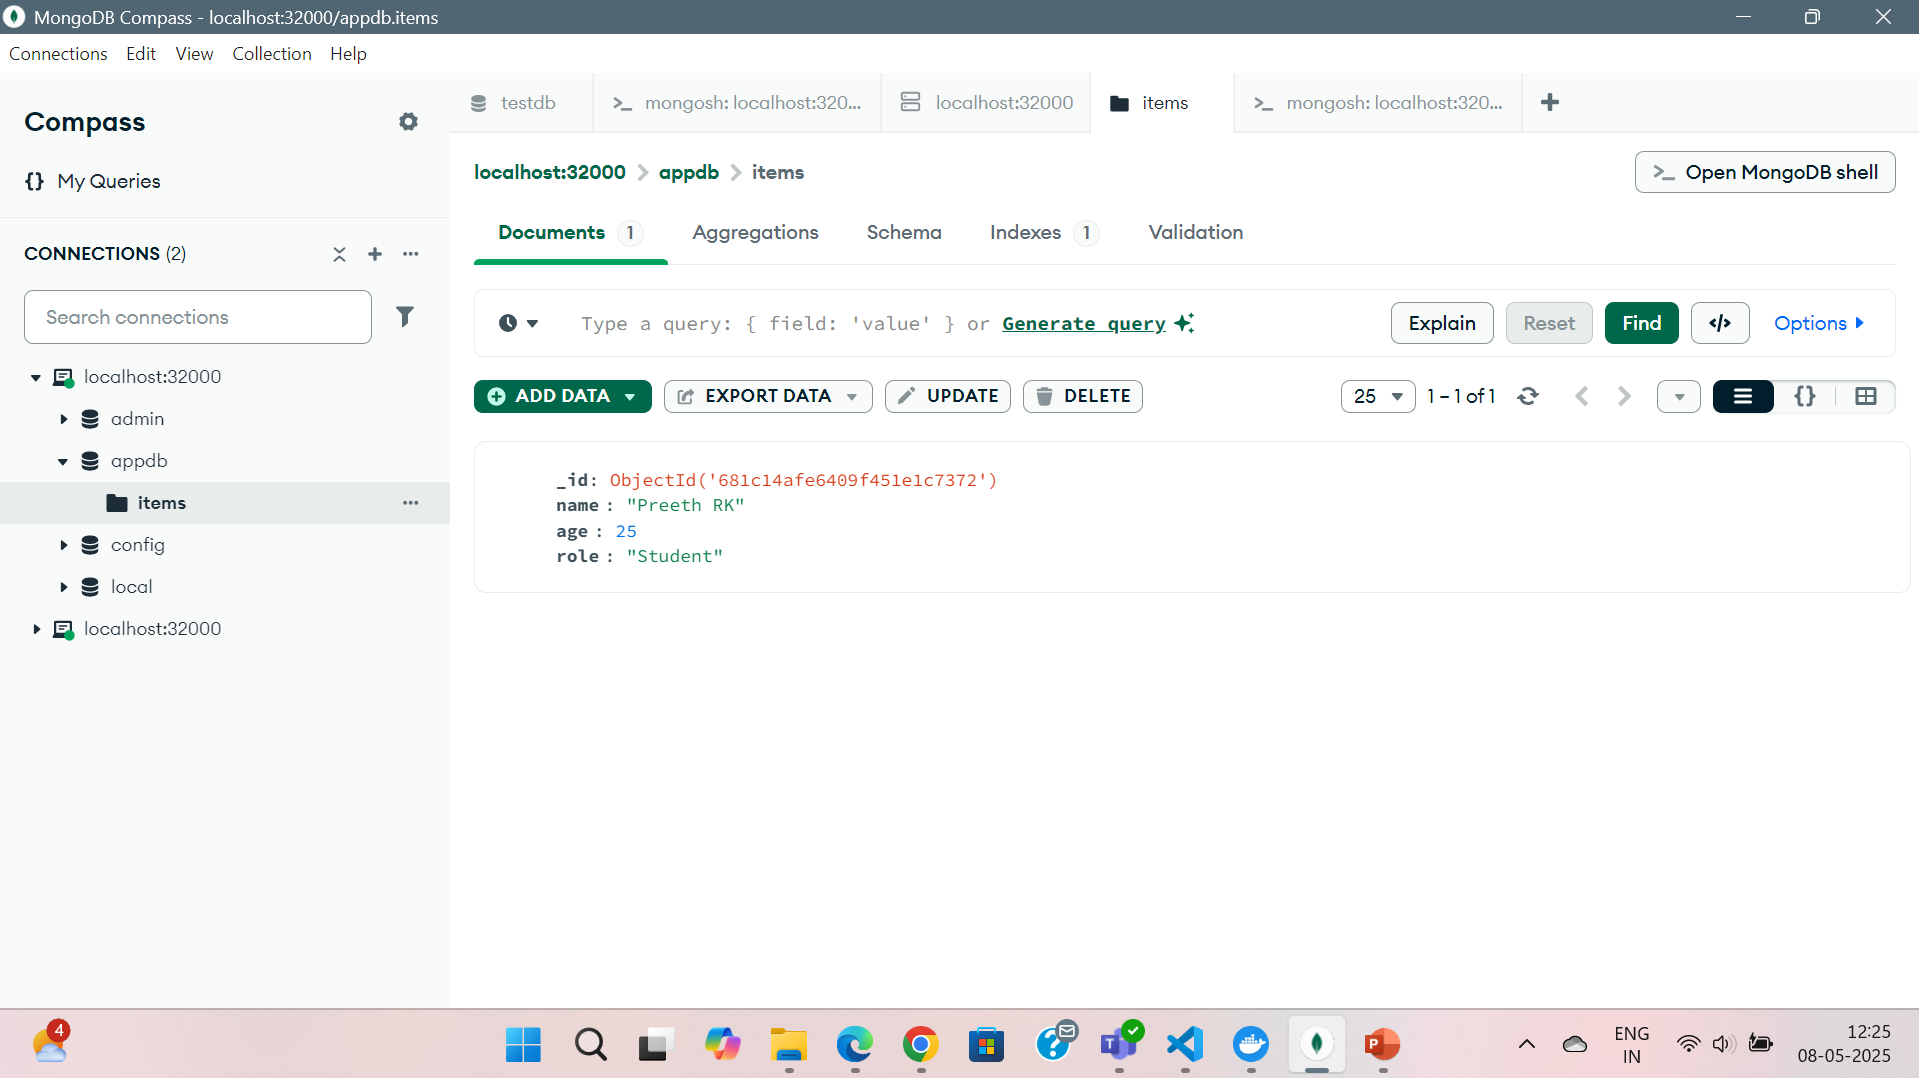 MongoDB Compass - localhost:32000/appdb.items
Connections Edit View Collection Help
Compass
My Queries
CONNECTIONS (2)
Search connections
localhost:32000
admin
appdb
items
config
local
localhost:32000
testdb
mongosh: localhost:320...
localhost:32000
items
mongosh: localhost:320...
localhost:32000 > appdb > items
Open MongoDB shell
Documents 1 Aggregations Schema Indexes 1 Validation
Type a query: { field: 'value' } or Generate query
Explain Reset Find </> Options
ADD DATA EXPORT DATA UPDATE DELETE
25 1 – 1 of 1 {}
_id: ObjectId('681c14afe6409f451e1c7372')
name : "Preeth RK"
age : 25
role : "Student"
4
ENG
IN
12:25
08-05-2025